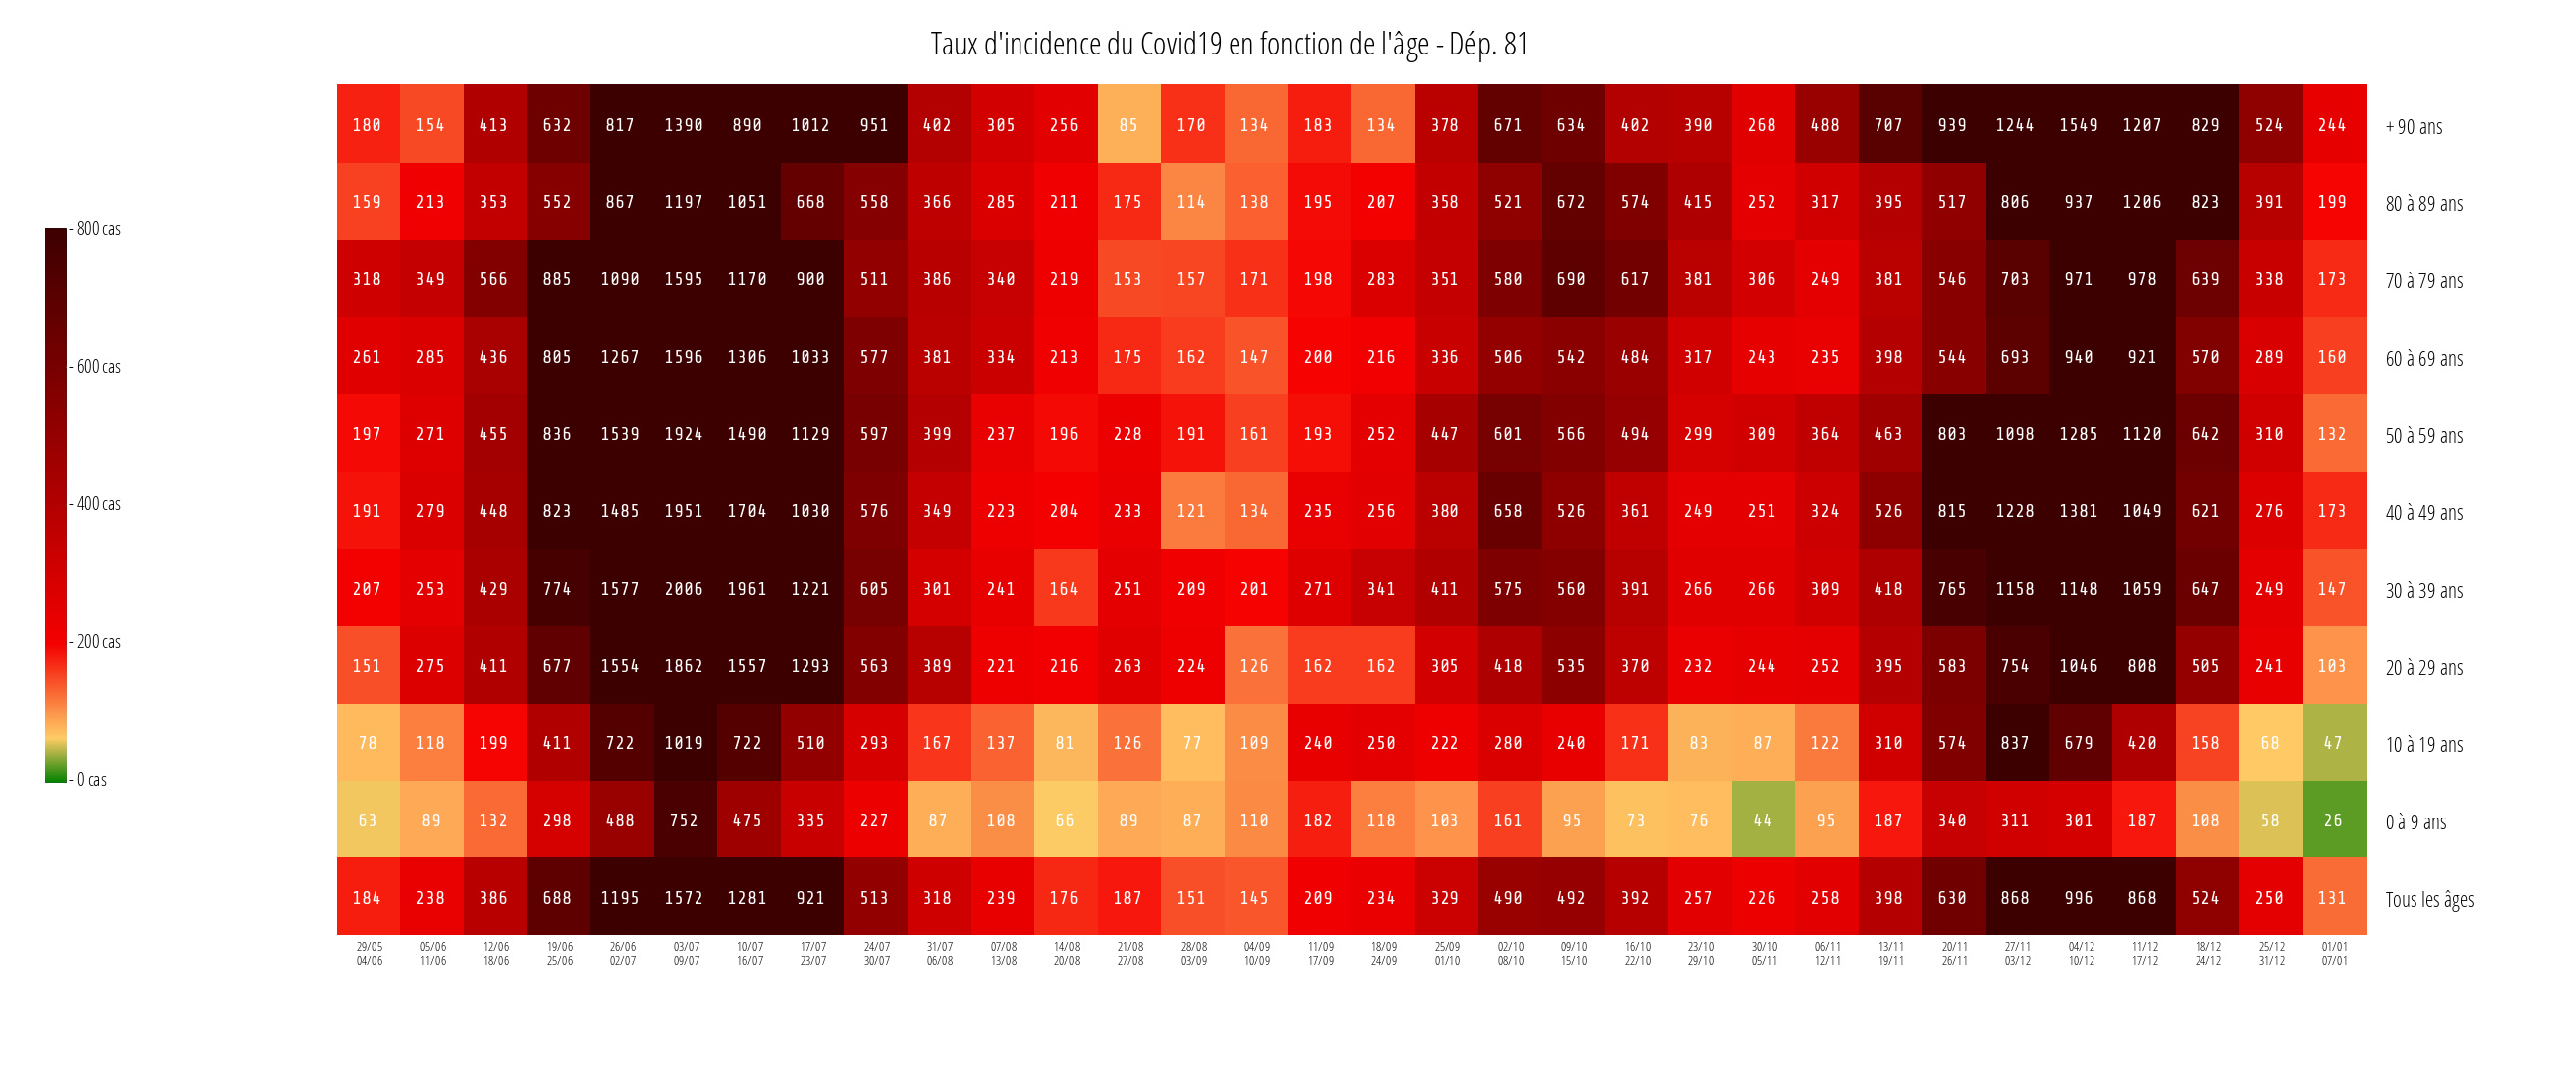 Taux d'incidence du Covid19 en fonction de l'âge - Dép. 81
- 800 cas
- 600 cas
- 400 cas
- 200 cas
- 0 cas
180 154 413 632 817 1390 890 1012 951 402 305 256 85 170 134 183 134 378 671 634 402 390 268 488 707 939 1244 1549 1207 829 524 244 + 90 ans
159 213 353 552 867 1197 1051 668 558 366 285 211 175 114 138 195 207 358 521 672 574 415 252 317 395 517 806 937 1206 823 391 199 80 à 89 ans
318 349 566 885 1090 1595 1170 900 511 386 340 219 153 157 171 198 283 351 580 690 617 381 306 249 381 546 703 971 978 639 338 173 70 à 79 ans
261 285 436 805 1267 1596 1306 1033 577 381 334 213 175 162 147 200 216 336 506 542 484 317 243 235 398 544 693 940 921 570 289 160 60 à 69 ans
197 271 455 836 1539 1924 1490 1129 597 399 237 196 228 191 161 193 252 447 601 566 494 299 309 364 463 803 1098 1285 1120 642 310 132 50 à 59 ans
191 279 448 823 1485 1951 1704 1030 576 349 223 204 233 121 134 235 256 380 658 526 361 249 251 324 526 815 1228 1381 1049 621 276 173 40 à 49 ans
207 253 429 774 1577 2006 1961 1221 605 301 241 164 251 209 201 271 341 411 575 560 391 266 266 309 418 765 1158 1148 1059 647 249 147 30 à 39 ans
151 275 411 677 1554 1862 1557 1293 563 389 221 216 263 224 126 162 162 305 418 535 370 232 244 252 395 583 754 1046 808 505 241 103 20 à 29 ans
78 118 199 411 722 1019 722 510 293 167 137 81 126 77 109 240 250 222 280 240 171 83 87 122 310 574 837 679 420 158 68 47 10 à 19 ans
63 89 132 298 488 752 475 335 227 87 108 66 89 87 110 182 118 103 161 95 73 76 44 95 187 340 311 301 187 108 58 26 0 à 9 ans
184 238 386 688 1195 1572 1281 921 513 318 239 176 187 151 145 209 234 329 490 492 392 257 226 258 398 630 868 996 868 524 250 131 Tous les âges
29/05 05/06 12/06 19/06 26/06 03/07 10/07 17/07 24/07 31/07 07/08 14/08 21/08 28/08 04/09 11/09 18/09 25/09 02/10 09/10 16/10 23/10 30/10 06/11 13/11 20/11 27/11 04/12 11/12 18/12 25/12 01/01
04/06 11/06 18/06 25/06 02/07 09/07 16/07 23/07 30/07 06/08 13/08 20/08 27/08 03/09 10/09 17/09 24/09 01/10 08/10 15/10 22/10 29/10 05/11 12/11 19/11 26/11 03/12 10/12 17/12 24/12 31/12 07/01